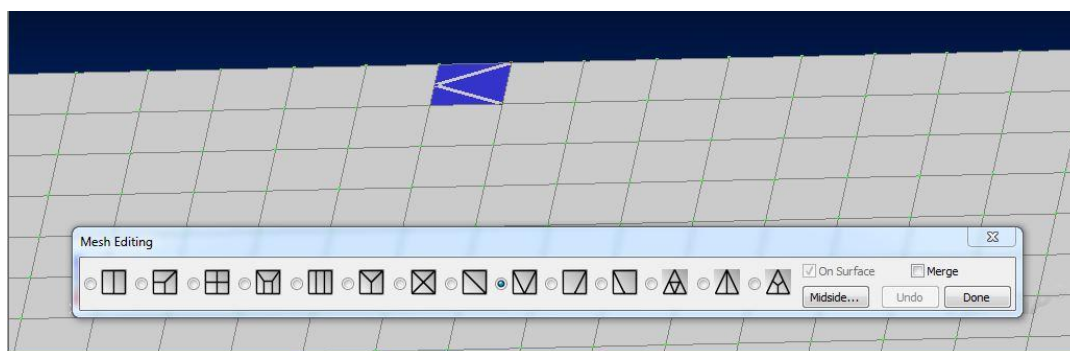 Mesh Editing
On Surface
Merge
Midside...
Undo
Done